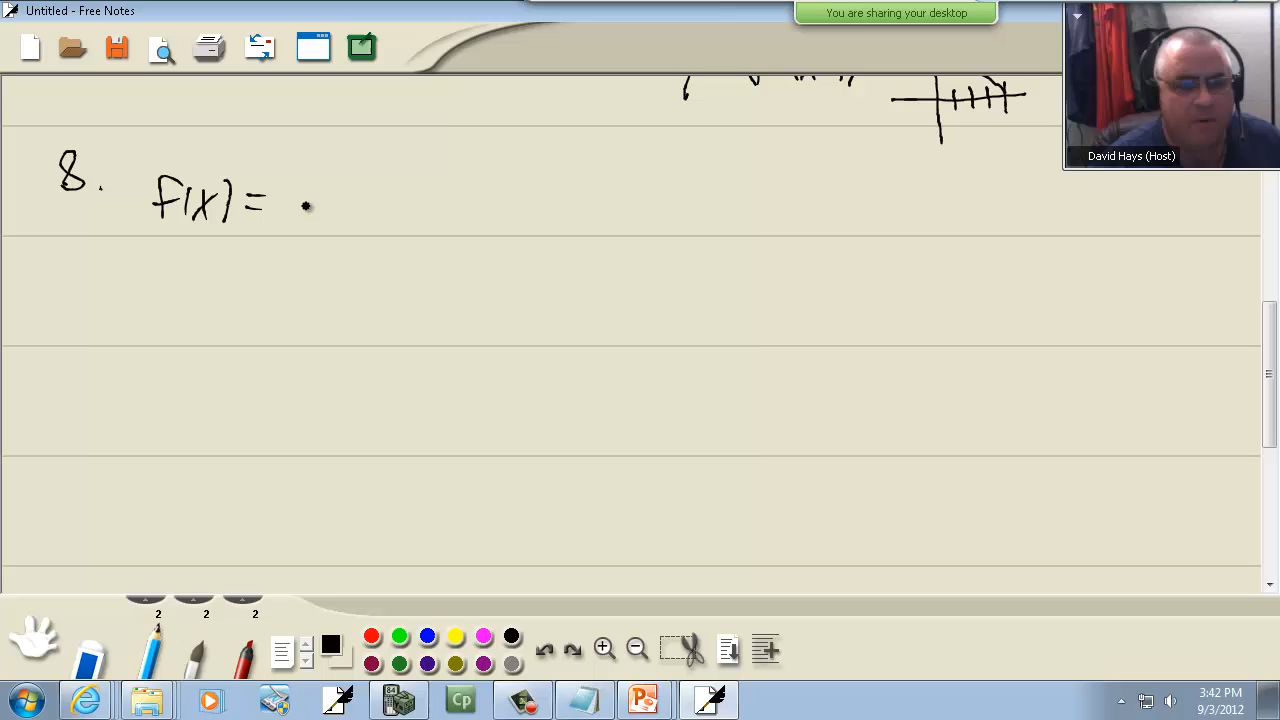 Untitled - Free Notes
You are sharing your desktop
David Hays (Host)
8. f(x) =
2 2 2
Cp
3:42 PM
9/3/2012